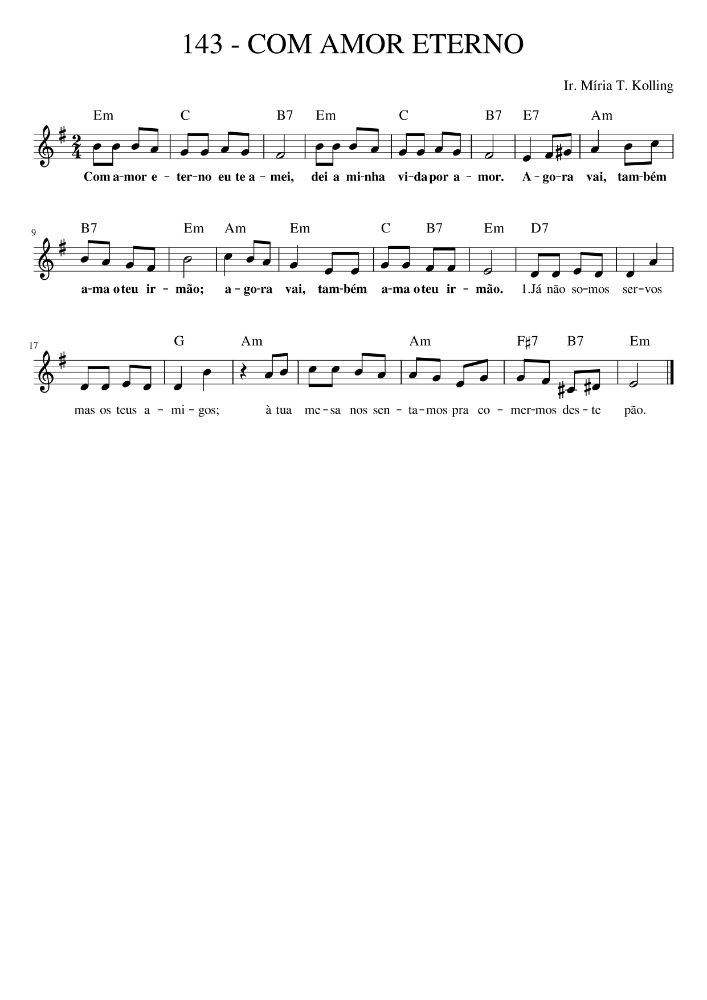 143 - COM AMOR ETERNO
Ir. Míria T. Kolling
Em C B7 Em C B7 E7 Am
2
4
Com a-mor e-ter-no eu te a-mei, dei a mi-nha vi-da por a-mor. A-go-ra vai, tam-bém
9
B7 Em Am Em C B7 Em D7
a-ma o teu ir-mão; a-go-ra vai, tam-bém a-ma o teu ir-mão. 1.Já não so-mos ser-vos
17
G Am Am F#7 B7 Em
mas os teus a-mi-gos; à tua me-sa nos sen-ta-mos pra co-mer-mos des-te pão.